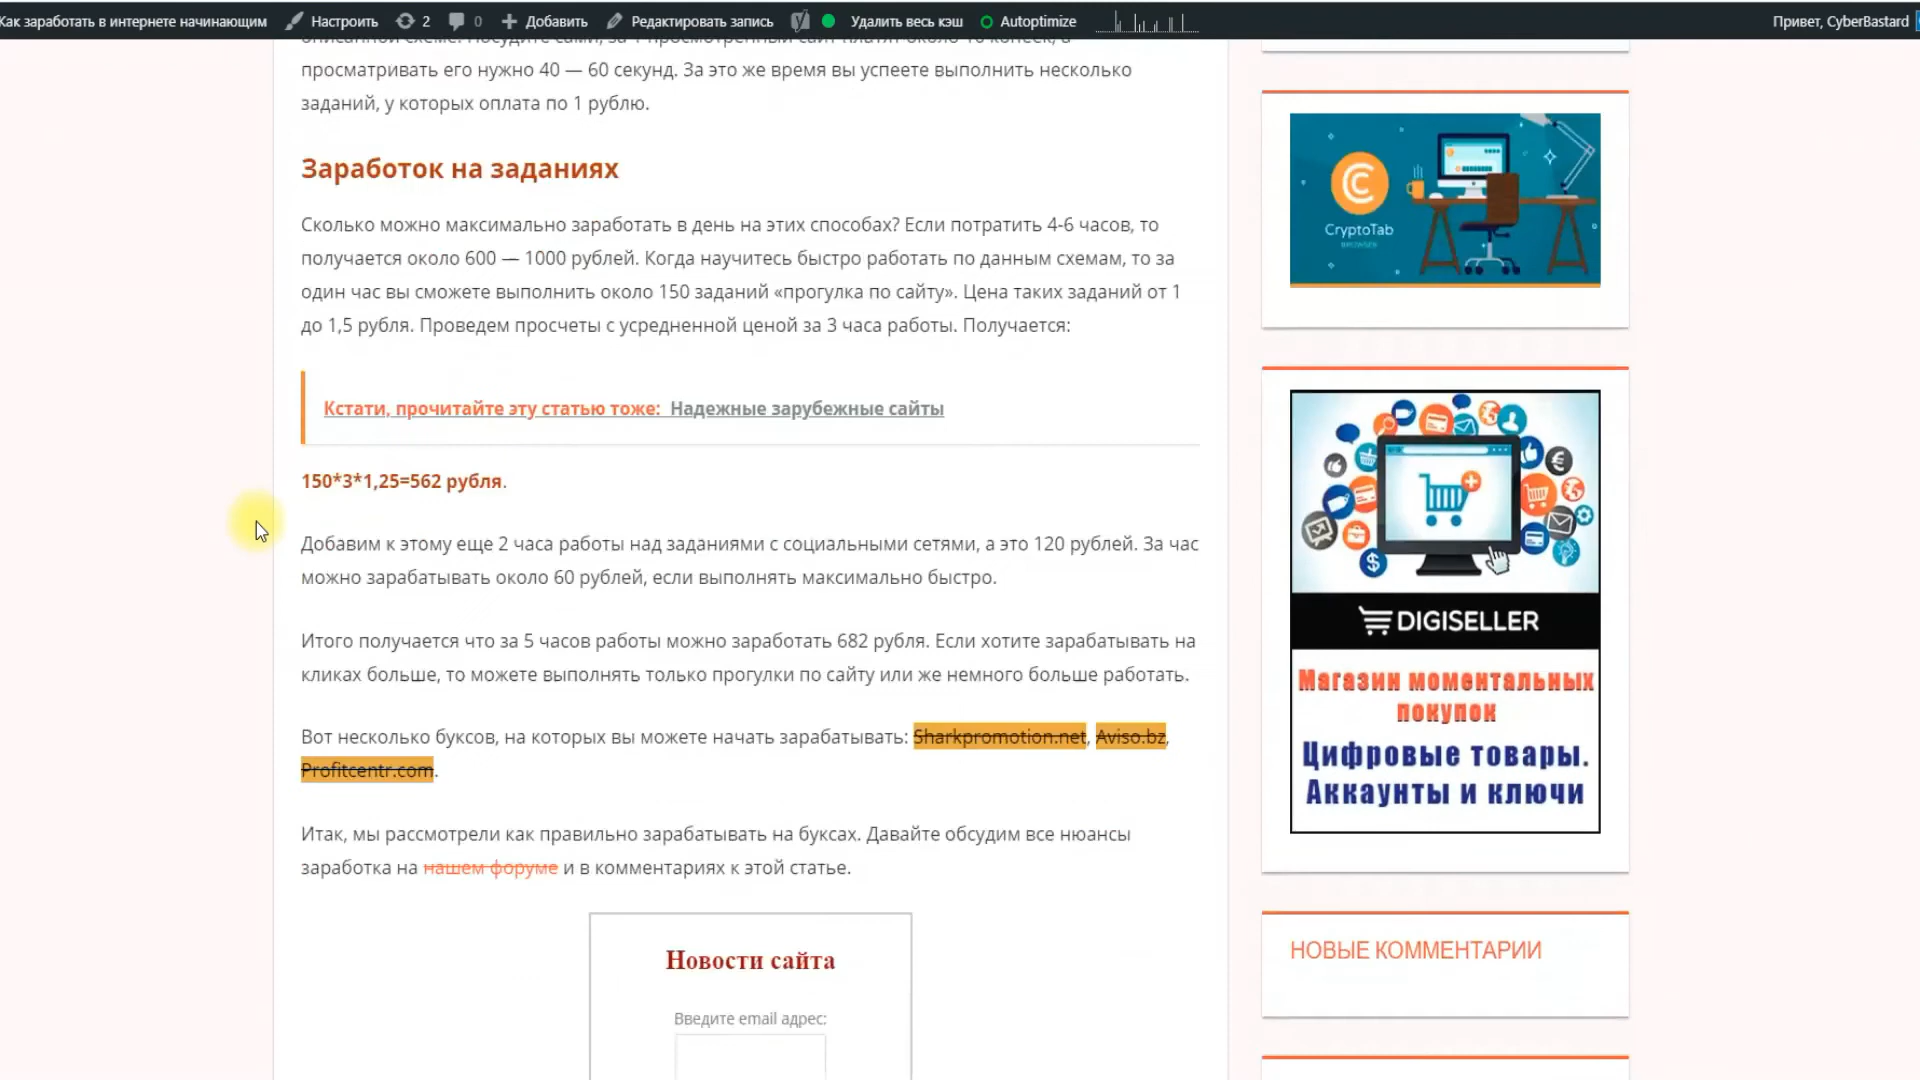 Как заработать в интернете начинающим
Настроить
2
0
Добавить
Редактировать запись
Удалить весь кэш
Autoptimize
Привет, CyberBastard
просматривать его нужно 40 — 60 секунд. За это же время вы успеете выполнить несколько
заданий, у которых оплата по 1 рублю.
Заработок на заданиях
Сколько можно максимально заработать в день на этих способах? Если потратить 4-6 часов, то
получается около 600 — 1000 рублей. Когда научитесь быстро работать по данным схемам, то за
один час вы сможете выполнить около 150 заданий «прогулка по сайту». Цена таких заданий от 1
до 1,5 рубля. Проведем просчеты с усредненной ценой за 3 часа работы. Получается:
Кстати, прочитайте эту статью тоже: Надежные зарубежные сайты
150*3*1,25=562 рубля.
Добавим к этому еще 2 часа работы над заданиями с социальными сетями, а это 120 рублей. За час
можно зарабатывать около 60 рублей, если выполнять максимально быстро.
Итого получается что за 5 часов работы можно заработать 682 рубля. Если хотите зарабатывать на
кликах больше, то можете выполнять только прогулки по сайту или же немного больше работать.
Вот несколько буксов, на которых вы можете начать зарабатывать: Sharkpromotion.net, Aviso.bz,
Profitcentr.com.
Итак, мы рассмотрели как правильно зарабатывать на буксах. Давайте обсудим все нюансы
заработка на нашем форуме и в комментариях к этой статье.
Новости сайта
Введите email адрес:
CryptoTab
BROWSER
DIGISELLER
Магазин моментальных
покупок
Цифровые товары.
Аккаунты и ключи
НОВЫЕ КОММЕНТАРИИ